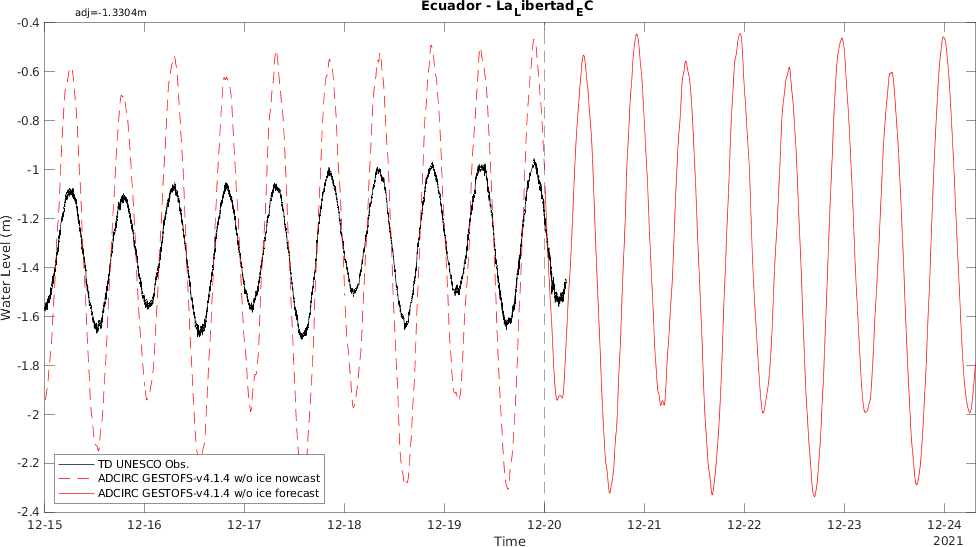 Ecuador - La_Libertad_EC
adj=-1.3304m
-0.4
-0.6
-0.8
-1
-1.2
-1.4
-1.6
-1.8
-2
-2.2
-2.4
Water Level (m)
TD UNESCO Obs.
ADCIRC GESTOFS-v4.1.4 w/o ice nowcast
ADCIRC GESTOFS-v4.1.4 w/o ice forecast
12-15 12-16 12-17 12-18 12-19 12-20 12-21 12-22 12-23 12-24
Time
2021